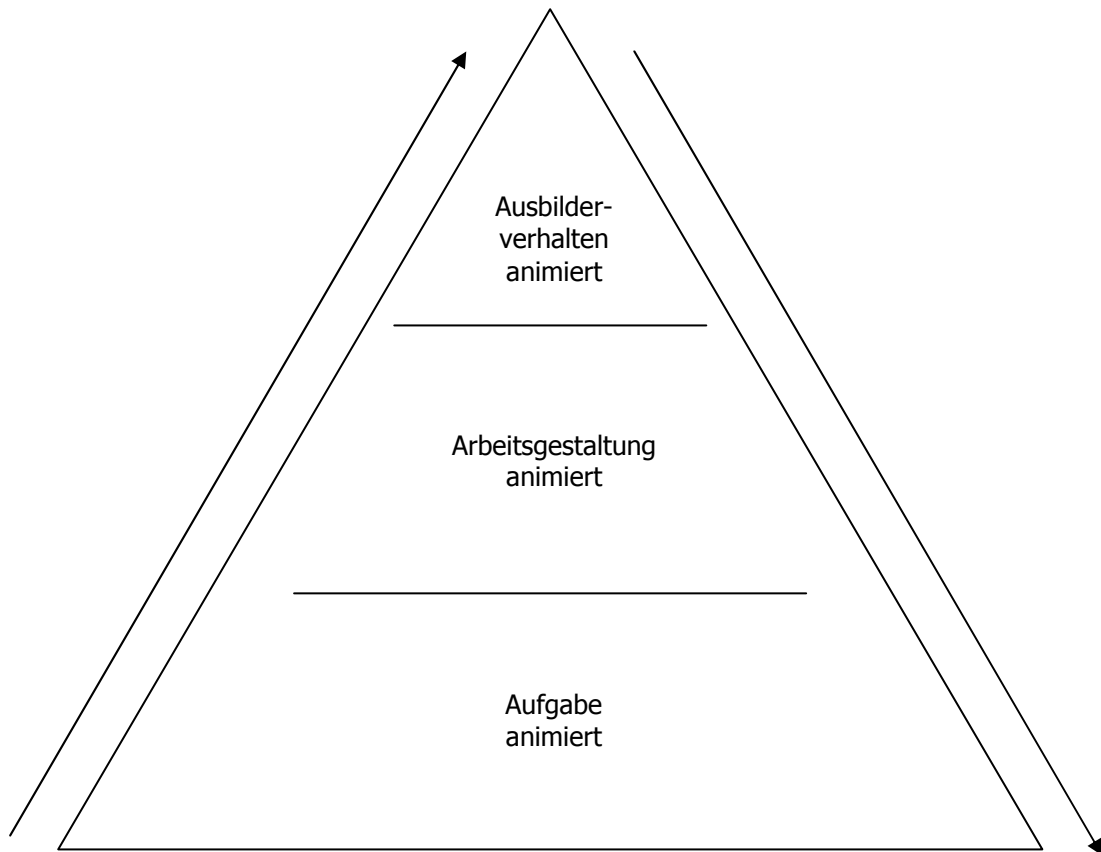 Ausbilder-
verhalten
animiert
Arbeitsgestaltung
animiert
Aufgabe
animiert